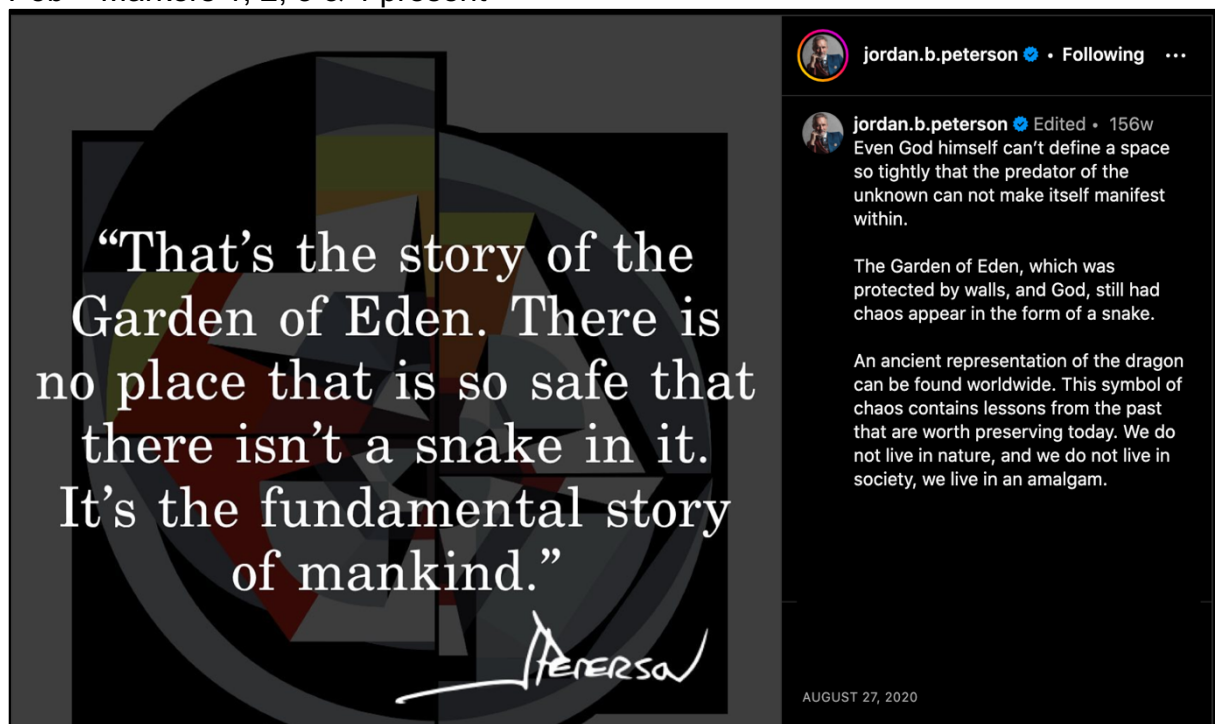 “That’s the story of the
Garden of Eden. There is
no place that is so safe that
there isn’t a snake in it.
It’s the fundamental story
of mankind.”
JPETERSON
jordan.b.peterson • Following ...
jordan.b.peterson Edited • 156w
Even God himself can’t define a space
so tightly that the predator of the
unknown can not make itself manifest
within.
The Garden of Eden, which was
protected by walls, and God, still had
chaos appear in the form of a snake.
An ancient representation of the dragon
can be found worldwide. This symbol of
chaos contains lessons from the past
that are worth preserving today. We do
not live in nature, and we do not live in
society, we live in an amalgam.
AUGUST 27, 2020